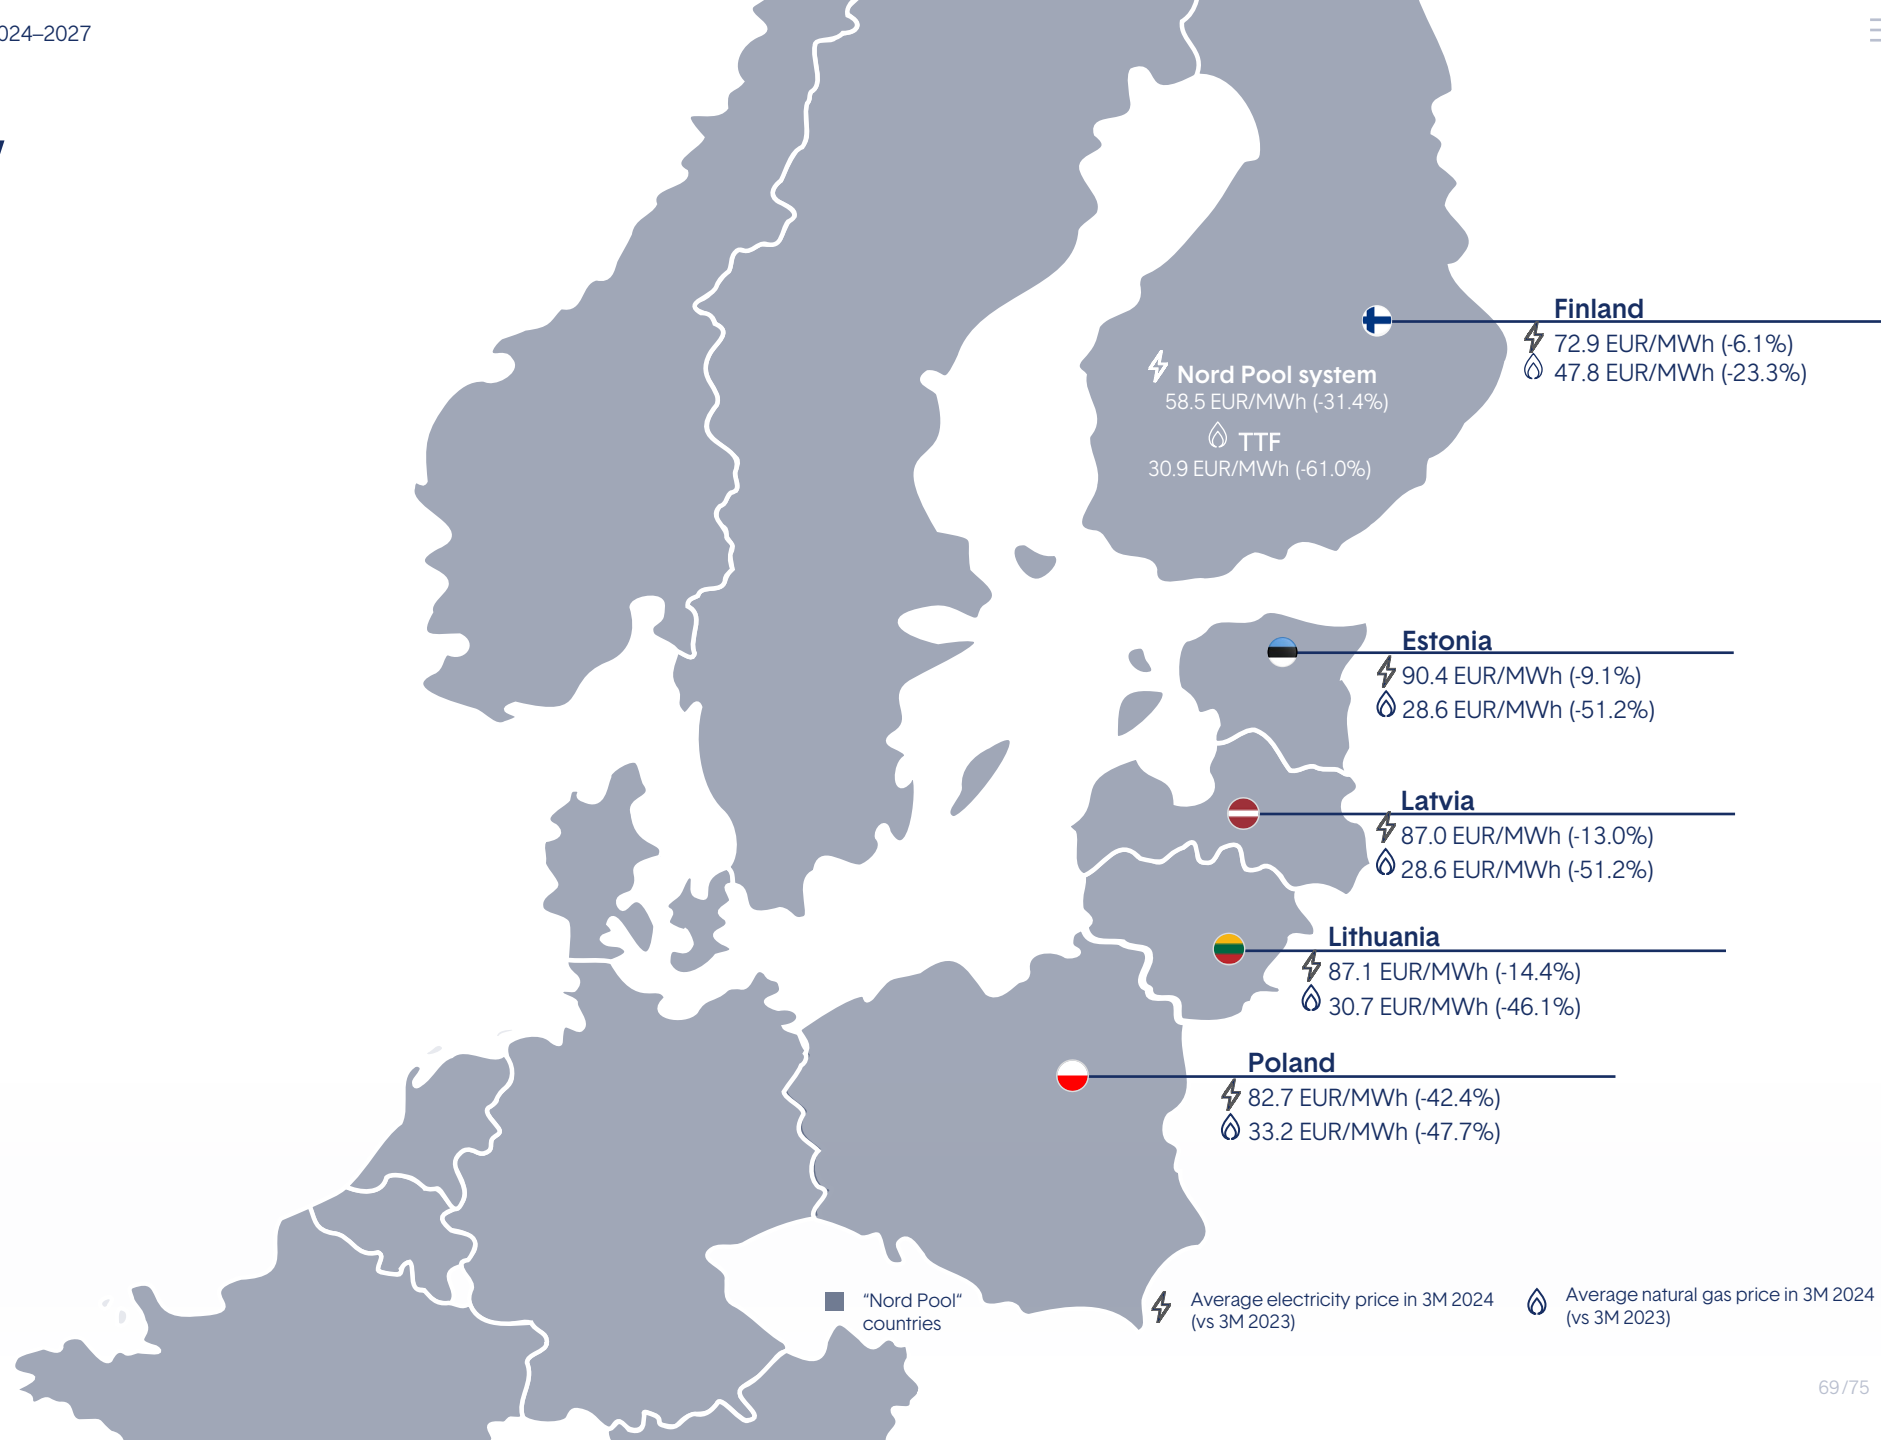 024–2027
Finland
72.9 EUR/MWh (-6.1%)
47.8 EUR/MWh (-23.3%)
Nord Pool system
58.5 EUR/MWh (-31.4%)
TTF
30.9 EUR/MWh (-61.0%)
Estonia
90.4 EUR/MWh (-9.1%)
28.6 EUR/MWh (-51.2%)
Latvia
87.0 EUR/MWh (-13.0%)
28.6 EUR/MWh (-51.2%)
Lithuania
87.1 EUR/MWh (-14.4%)
30.7 EUR/MWh (-46.1%)
Poland
82.7 EUR/MWh (-42.4%)
33.2 EUR/MWh (-47.7%)
“Nord Pool“
countries
Average electricity price in 3M 2024
(vs 3M 2023)
Average natural gas price in 3M 2024
(vs 3M 2023)
69/75